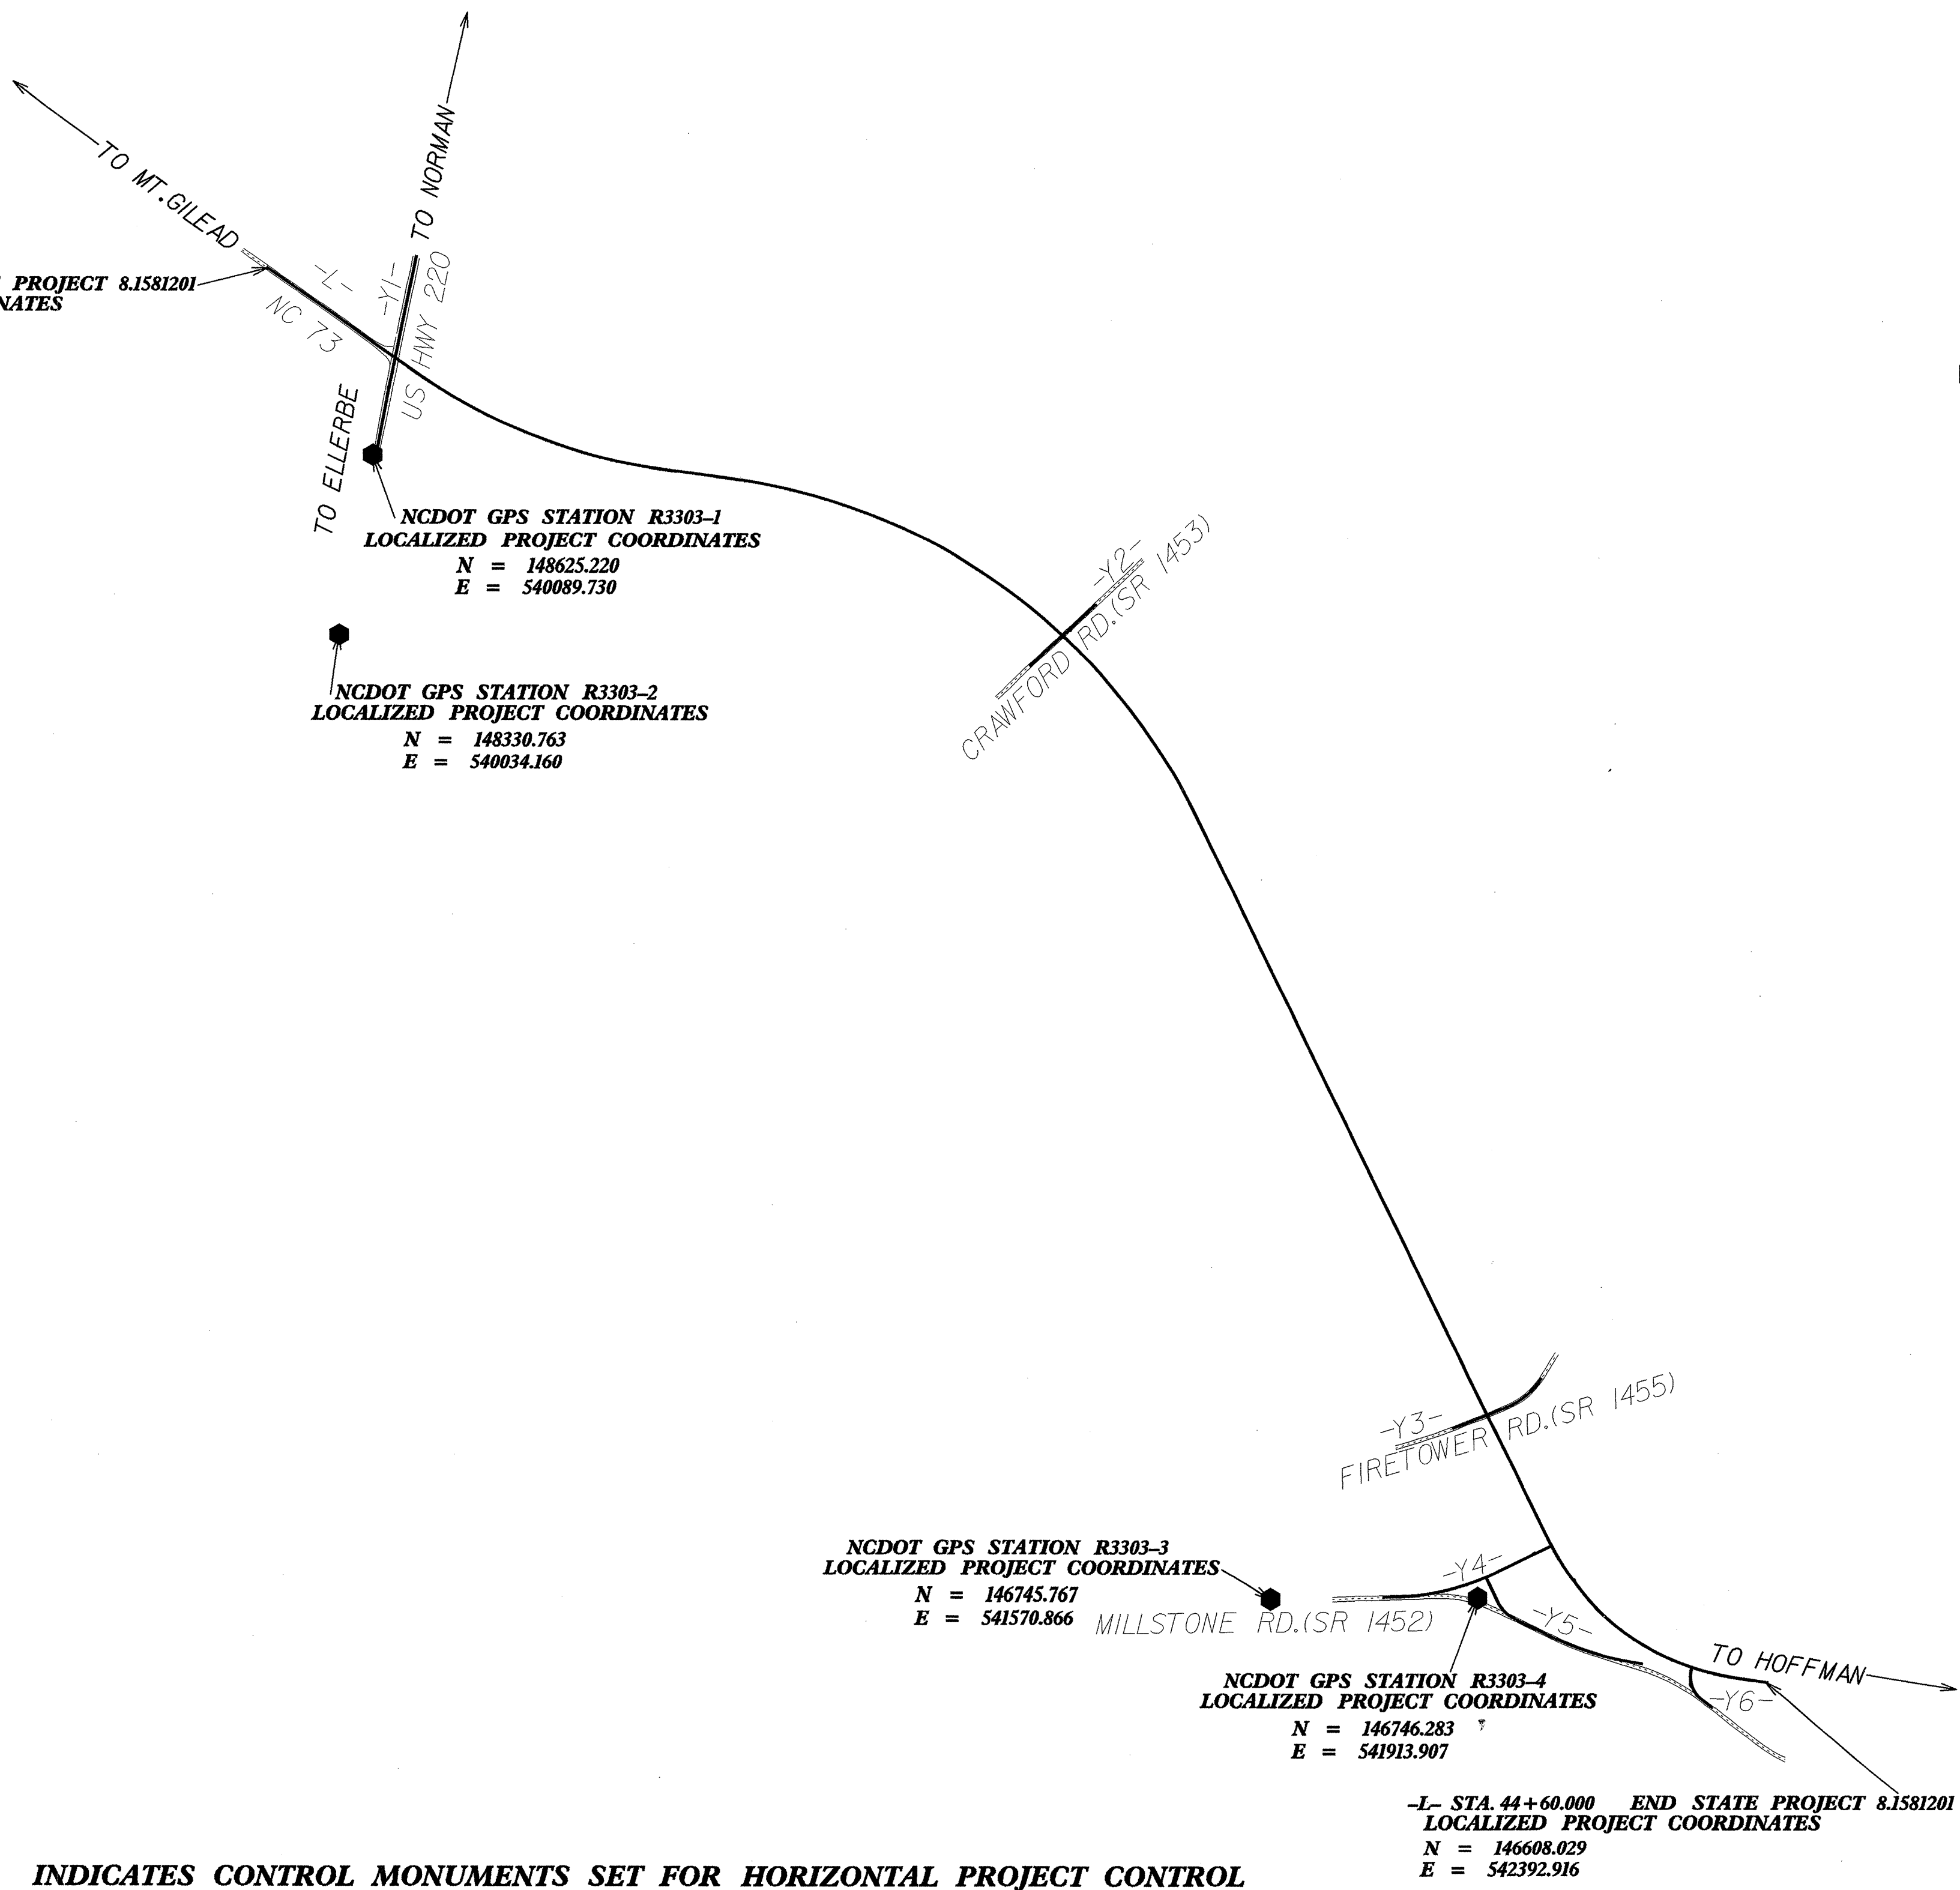 TO MT.GILEAD
TO NORMAN
PROJECT 8.1581201
NATES
-L-
NC 73
-Y1-
US HWY 220
TO ELLERBE
NCDOT GPS STATION R3303-1
LOCALIZED PROJECT COORDINATES
N = 148625.220
E = 540089.730
NCDOT GPS STATION R3303-2
LOCALIZED PROJECT COORDINATES
N = 148330.763
E = 540034.160
-Y2-
CRAWFORD RD.(SR 1453)
-Y3-
FIRETOWER RD.(SR 1455)
NCDOT GPS STATION R3303-3
LOCALIZED PROJECT COORDINATES
N = 146745.767
E = 541570.866
MILLSTONE RD.(SR 1452)
-Y4-
-Y5-
TO HOFFMAN
-Y6-
NCDOT GPS STATION R3303-4
LOCALIZED PROJECT COORDINATES
N = 146746.283
E = 541913.907
-L- STA. 44+60.000 END STATE PROJECT 8.1581201
LOCALIZED PROJECT COORDINATES
N = 146608.029
E = 542392.916
INDICATES CONTROL MONUMENTS SET FOR HORIZONTAL PROJECT CONTROL